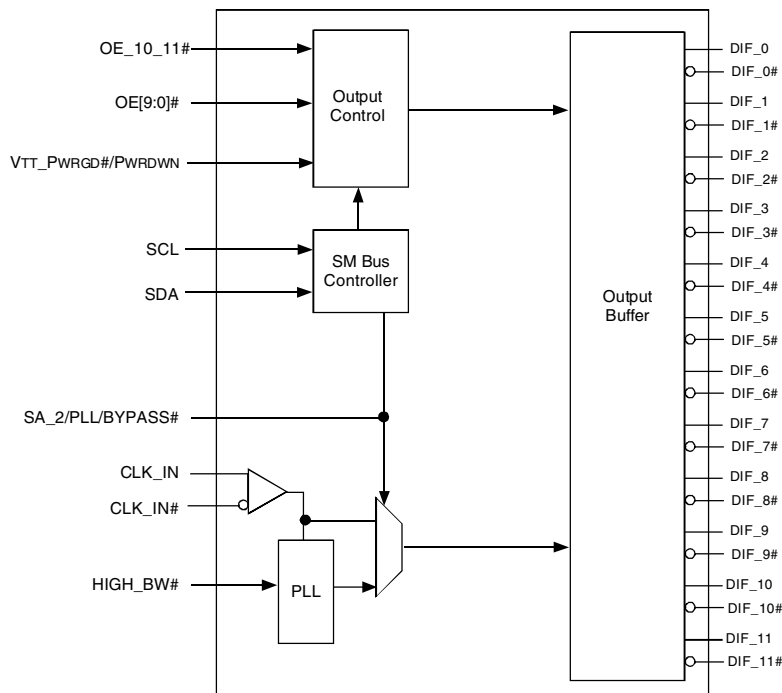 OE_10_11#
OE[9:0]#
VTT_PWRGD#/PWRDWN
SCL
SDA
SA_2/PLL/BYPASS#
CLK_IN
CLK_IN#
HIGH_BW#
Output
Control
SM Bus
Controller
PLL
Output
Buffer
DIF_0
DIF_0#
DIF_1
DIF_1#
DIF_2
DIF_2#
DIF_3
DIF_3#
DIF_4
DIF_4#
DIF_5
DIF_5#
DIF_6
DIF_6#
DIF_7
DIF_7#
DIF_8
DIF_8#
DIF_9
DIF_9#
DIF_10
DIF_10#
DIF_11
DIF_11#